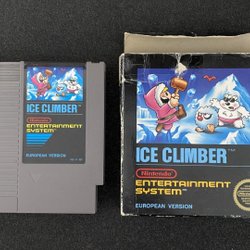 ICE CLIMBER
Nintendo
ENTERTAINMENT
SYSTEM
EUROPEAN VERSION
ICE CLIMBER
Nintendo
ENTERTAINMENT
SYSTEM
EUROPEAN VERSION